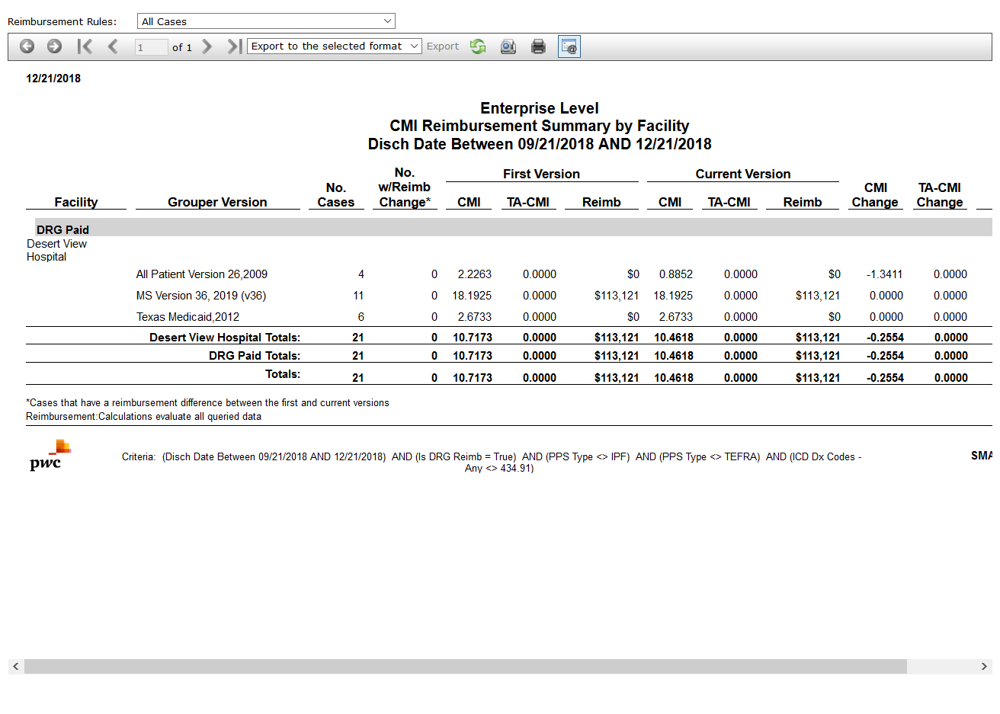 Reimbursement Rules: All Cases
1 of 1 Export to the selected format Export
12/21/2018
Enterprise Level
CMI Reimbursement Summary by Facility
Disch Date Between 09/21/2018 AND 12/21/2018
Facility Grouper Version No. Cases No. w/Reimb Change* First Version CMI TA-CMI Reimb Current Version CMI TA-CMI Reimb CMI Change TA-CMI Change
DRG Paid
Desert View
Hospital
All Patient Version 26,2009 4 0 2.2263 0.0000 $0 0.8852 0.0000 $0 -1.3411 0.0000
MS Version 36, 2019 (v36) 11 0 18.1925 0.0000 $113,121 18.1925 0.0000 $113,121 0.0000 0.0000
Texas Medicaid,2012 6 0 2.6733 0.0000 $0 2.6733 0.0000 $0 0.0000 0.0000
Desert View Hospital Totals: 21 0 10.7173 0.0000 $113,121 10.4618 0.0000 $113,121 -0.2554 0.0000
DRG Paid Totals: 21 0 10.7173 0.0000 $113,121 10.4618 0.0000 $113,121 -0.2554 0.0000
Totals: 21 0 10.7173 0.0000 $113,121 10.4618 0.0000 $113,121 -0.2554 0.0000
*Cases that have a reimbursement difference between the first and current versions
Reimbursement:Calculations evaluate all queried data
pwc
Criteria: (Disch Date Between 09/21/2018 AND 12/21/2018) AND (Is DRG Reimb = True) AND (PPS Type <> IPF) AND (PPS Type <> TEFRA) AND (ICD Dx Codes - SMA
Any <> 434.91)